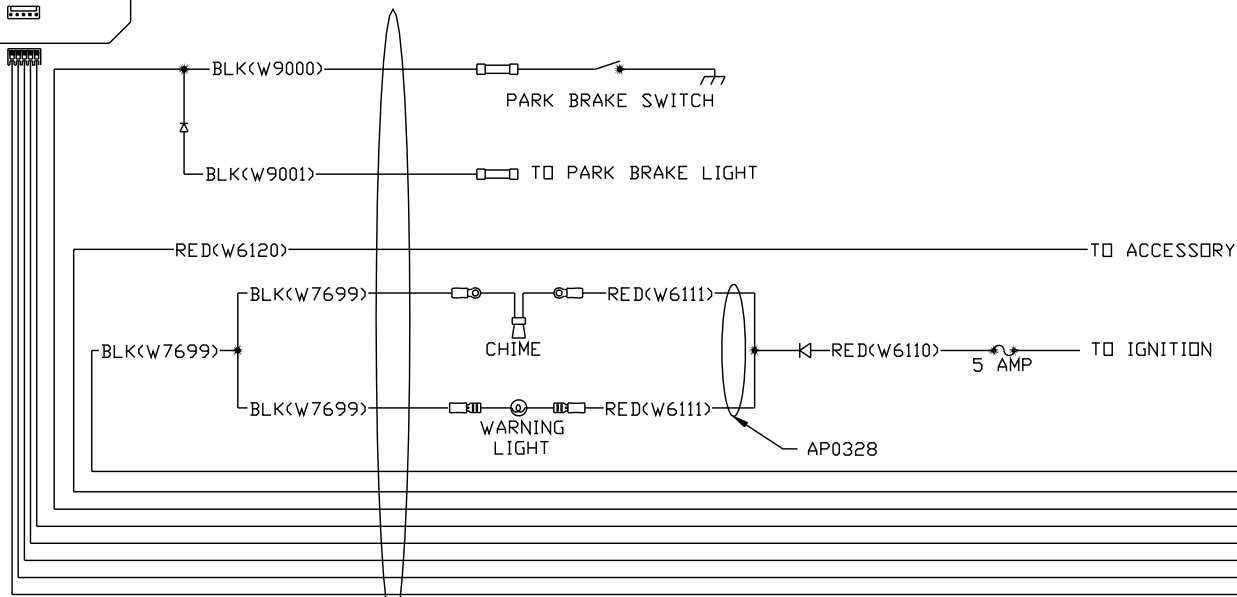 BLK(W9000)
PARK BRAKE SWITCH
BLK(W9001)
TO PARK BRAKE LIGHT
RED(W6120)
TO ACCESSORY
BLK(W7699)
RED(W6111)
CHIME
BLK(W7699)
RED(W6110)
5 AMP
TO IGNITION
BLK(W7699)
RED(W6111)
WARNING
LIGHT
AP0328